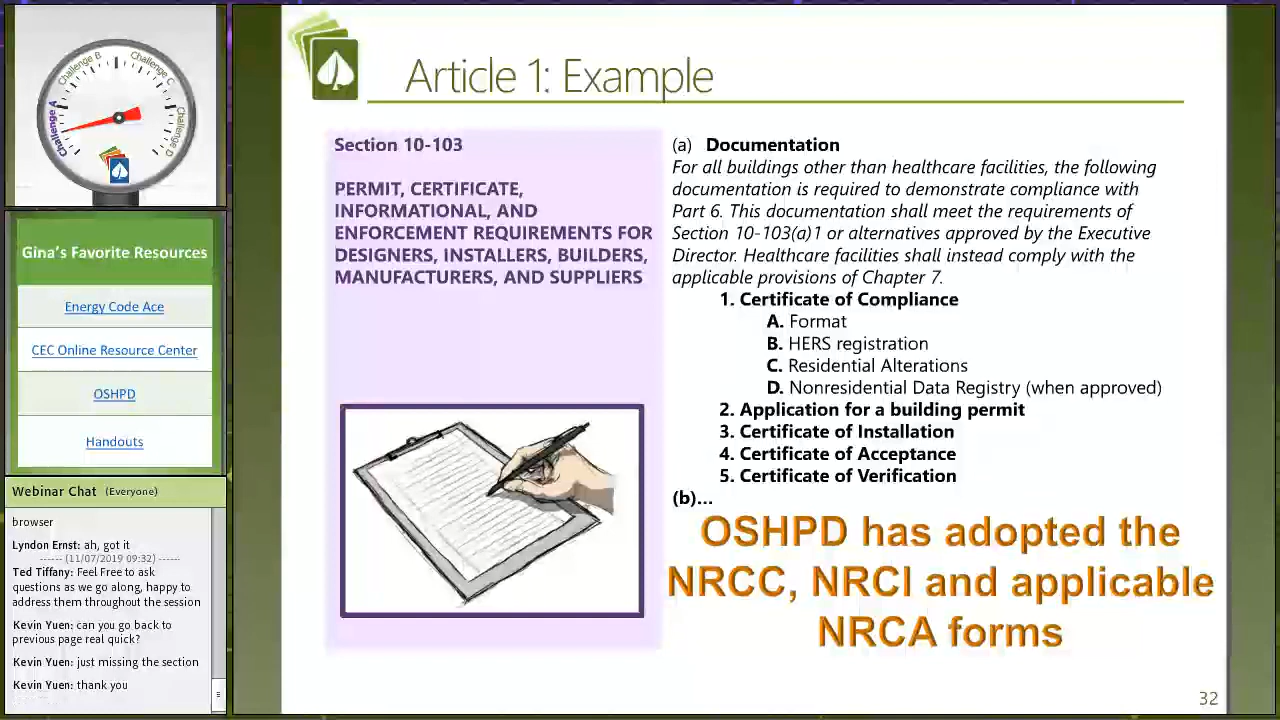 Challenge A
Challenge B
Challenge C
Challenge D
Gina's Favorite Resources
Energy Code Ace
CEC Online Resource Center
OSHPD
Handouts
Webinar Chat (Everyone)
browser
Lyndon Ernst: ah, got it
------ (11/07/2019 09:32) ------
Ted Tiffany: Feel Free to ask
questions as we go along, happy to
address them throughout the session
Kevin Yuen: can you go back to
previous page real quick?
Kevin Yuen: just missing the section
Kevin Yuen: thank you
Article 1: Example
Section 10-103
PERMIT, CERTIFICATE,
INFORMATIONAL, AND
ENFORCEMENT REQUIREMENTS FOR
DESIGNERS, INSTALLERS, BUILDERS,
MANUFACTURERS, AND SUPPLIERS
(a) Documentation
For all buildings other than healthcare facilities, the following
documentation is required to demonstrate compliance with
Part 6. This documentation shall meet the requirements of
Section 10-103(a)1 or alternatives approved by the Executive
Director. Healthcare facilities shall instead comply with the
applicable provisions of Chapter 7.
1. Certificate of Compliance
A. Format
B. HERS registration
C. Residential Alterations
D. Nonresidential Data Registry (when approved)
2. Application for a building permit
3. Certificate of Installation
4. Certificate of Acceptance
5. Certificate of Verification
(b)...
OSHPD has adopted the
NRCC, NRCI and applicable
NRCA forms
32